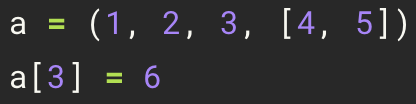 a = (1, 2, 3, [4, 5])
a[3] = 6